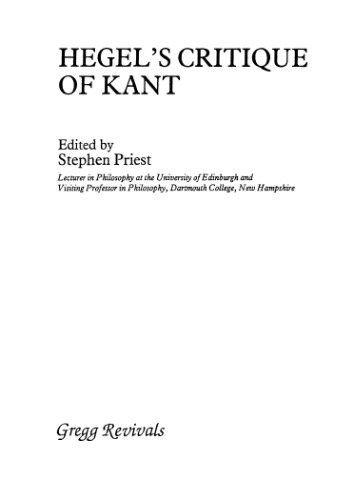 HEGEL'S CRITIQUE
OF KANT
Edited by
Stephen Priest
Lecturer in Philosophy at the University of Edinburgh and
Visiting Professor in Philosophy, Dartmouth College, New Hampshire
Gregg Revivals